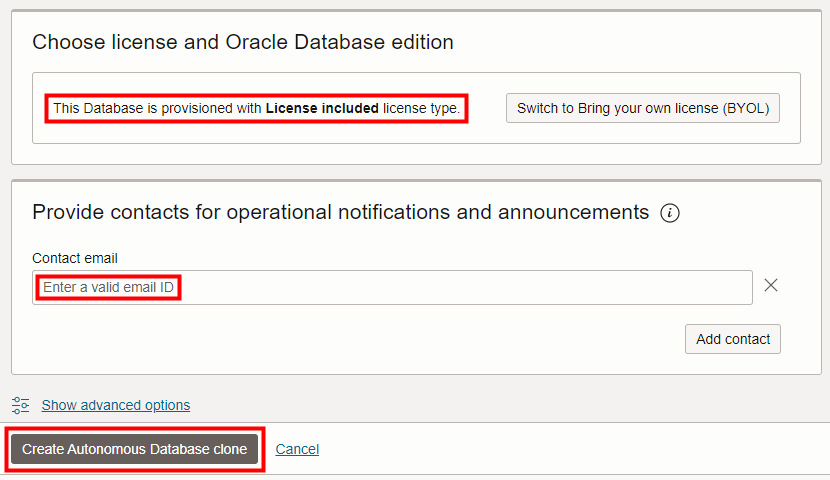 Choose license and Oracle Database edition
This Database is provisioned with License included license type.
Switch to Bring your own license (BYOL)
Provide contacts for operational notifications and announcements
Contact email
Enter a valid email ID
Add contact
Show advanced options
Create Autonomous Database clone
Cancel